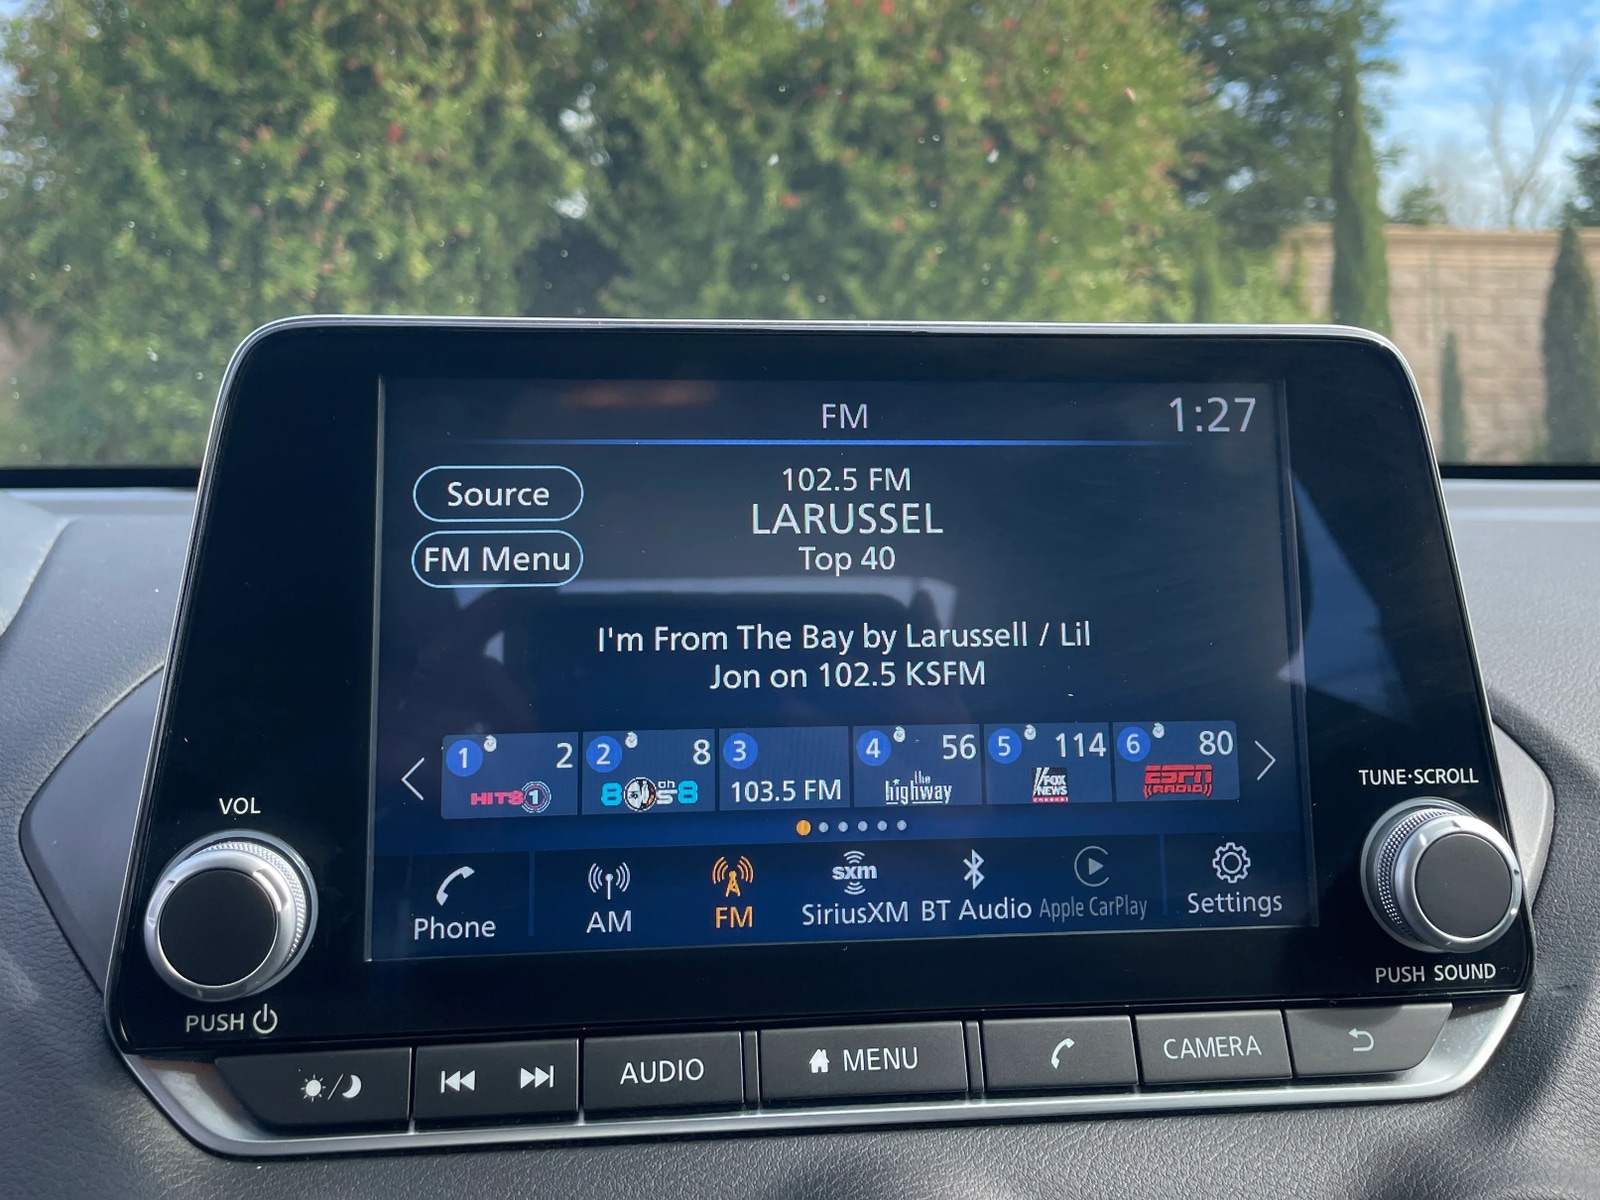 FM
1:27
Source
FM Menu
102.5 FM
LARUSSEL
Top 40
I'm From The Bay by Larussell / Lil
Jon on 102.5 KSFM
1 2
HITS1
2 8
80s on 8
3
103.5 FM
4 56
the highway
5 114
FOX NEWS channel
6 80
ESPN RADIO
Phone
AM
FM
sxm
SiriusXM
BT Audio
Apple CarPlay
Settings
VOL
PUSH
TUNE·SCROLL
PUSH SOUND
AUDIO
MENU
CAMERA